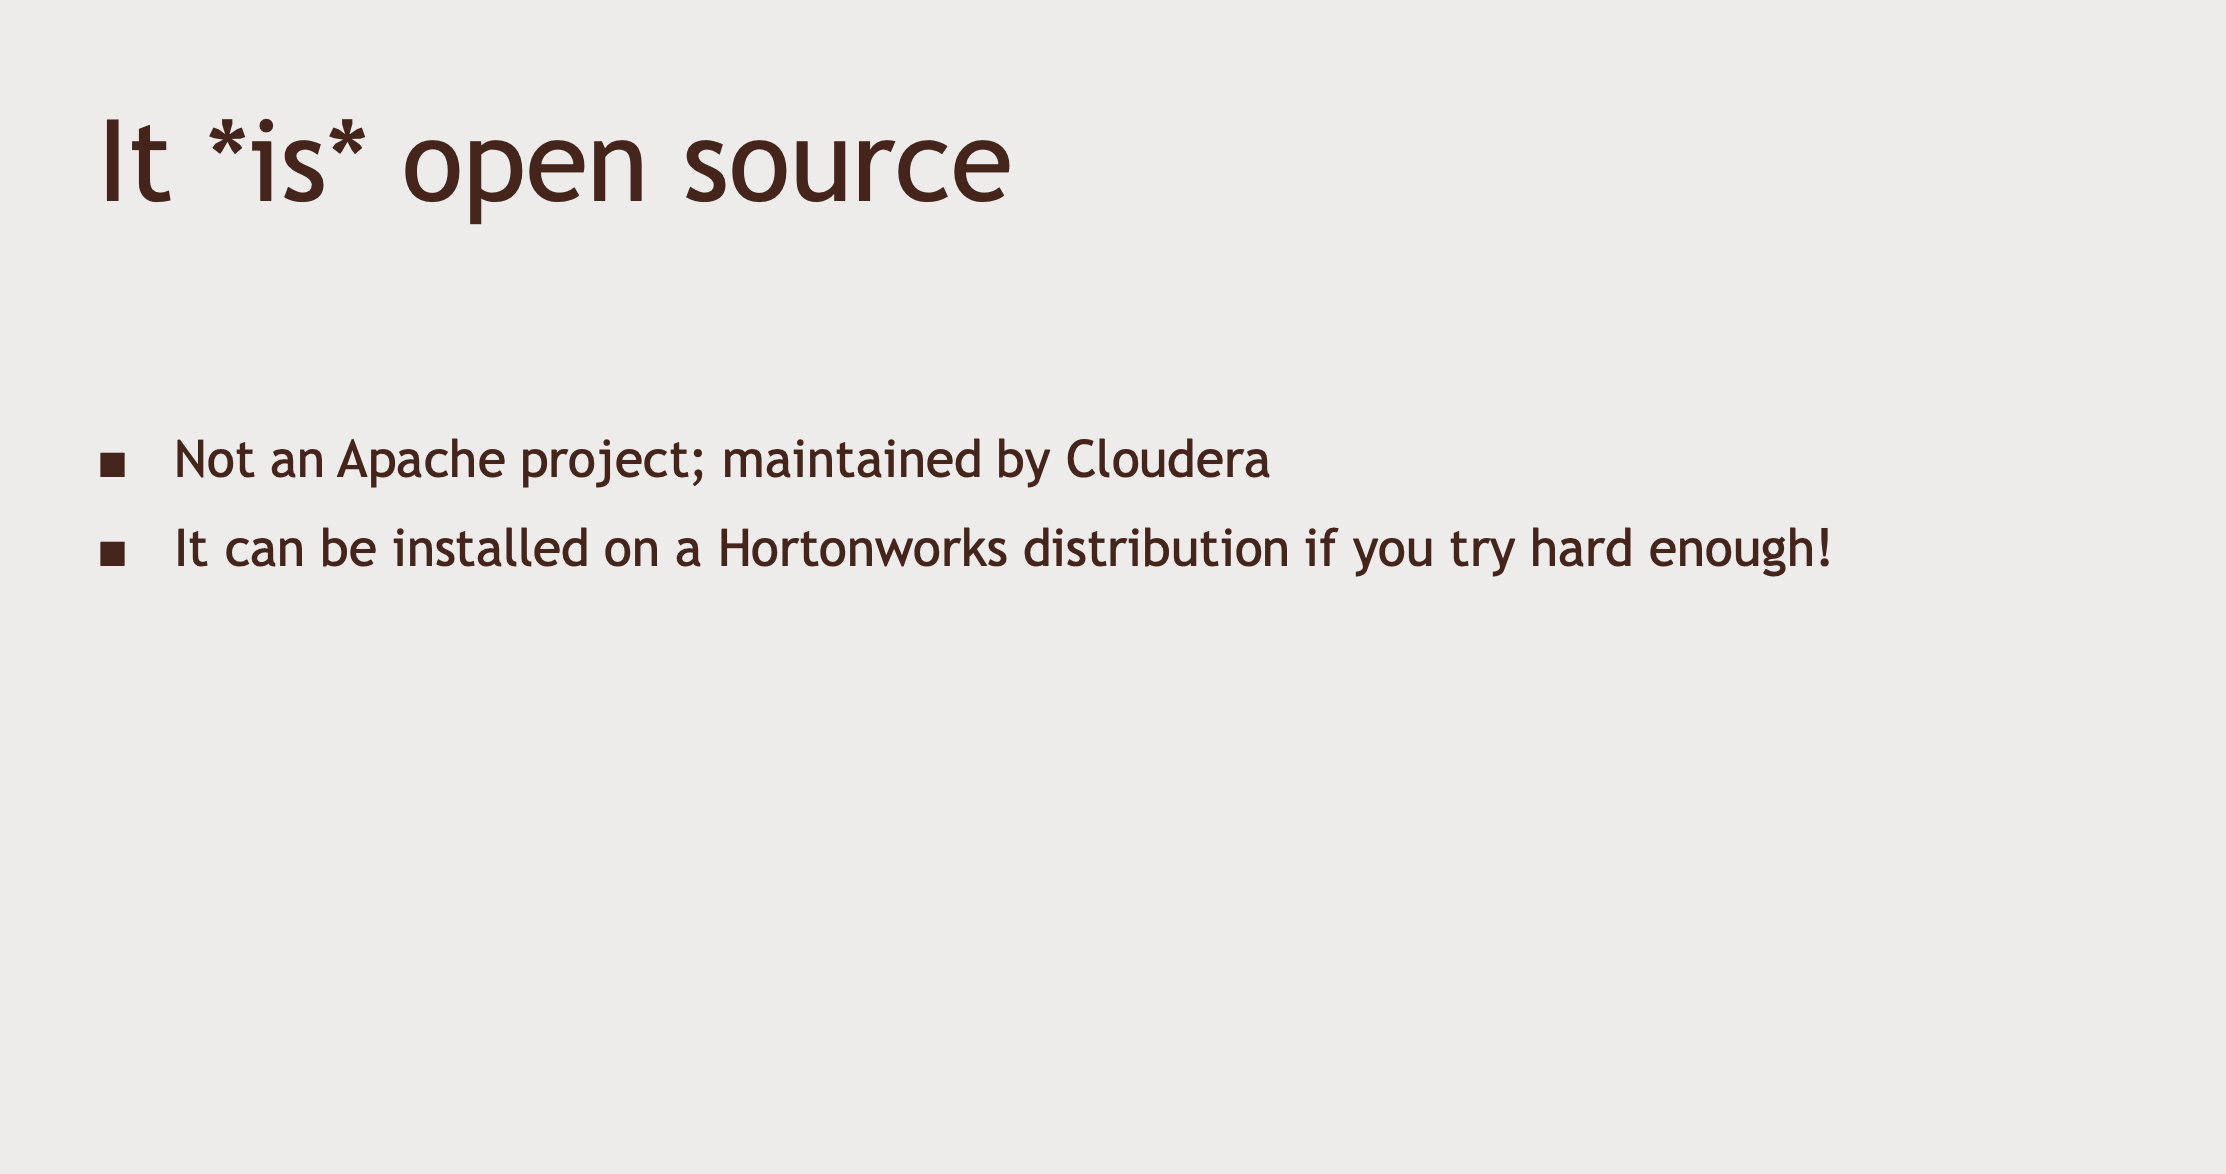 It *is* open source
■ Not an Apache project; maintained by Cloudera
■ It can be installed on a Hortonworks distribution if you try hard enough!